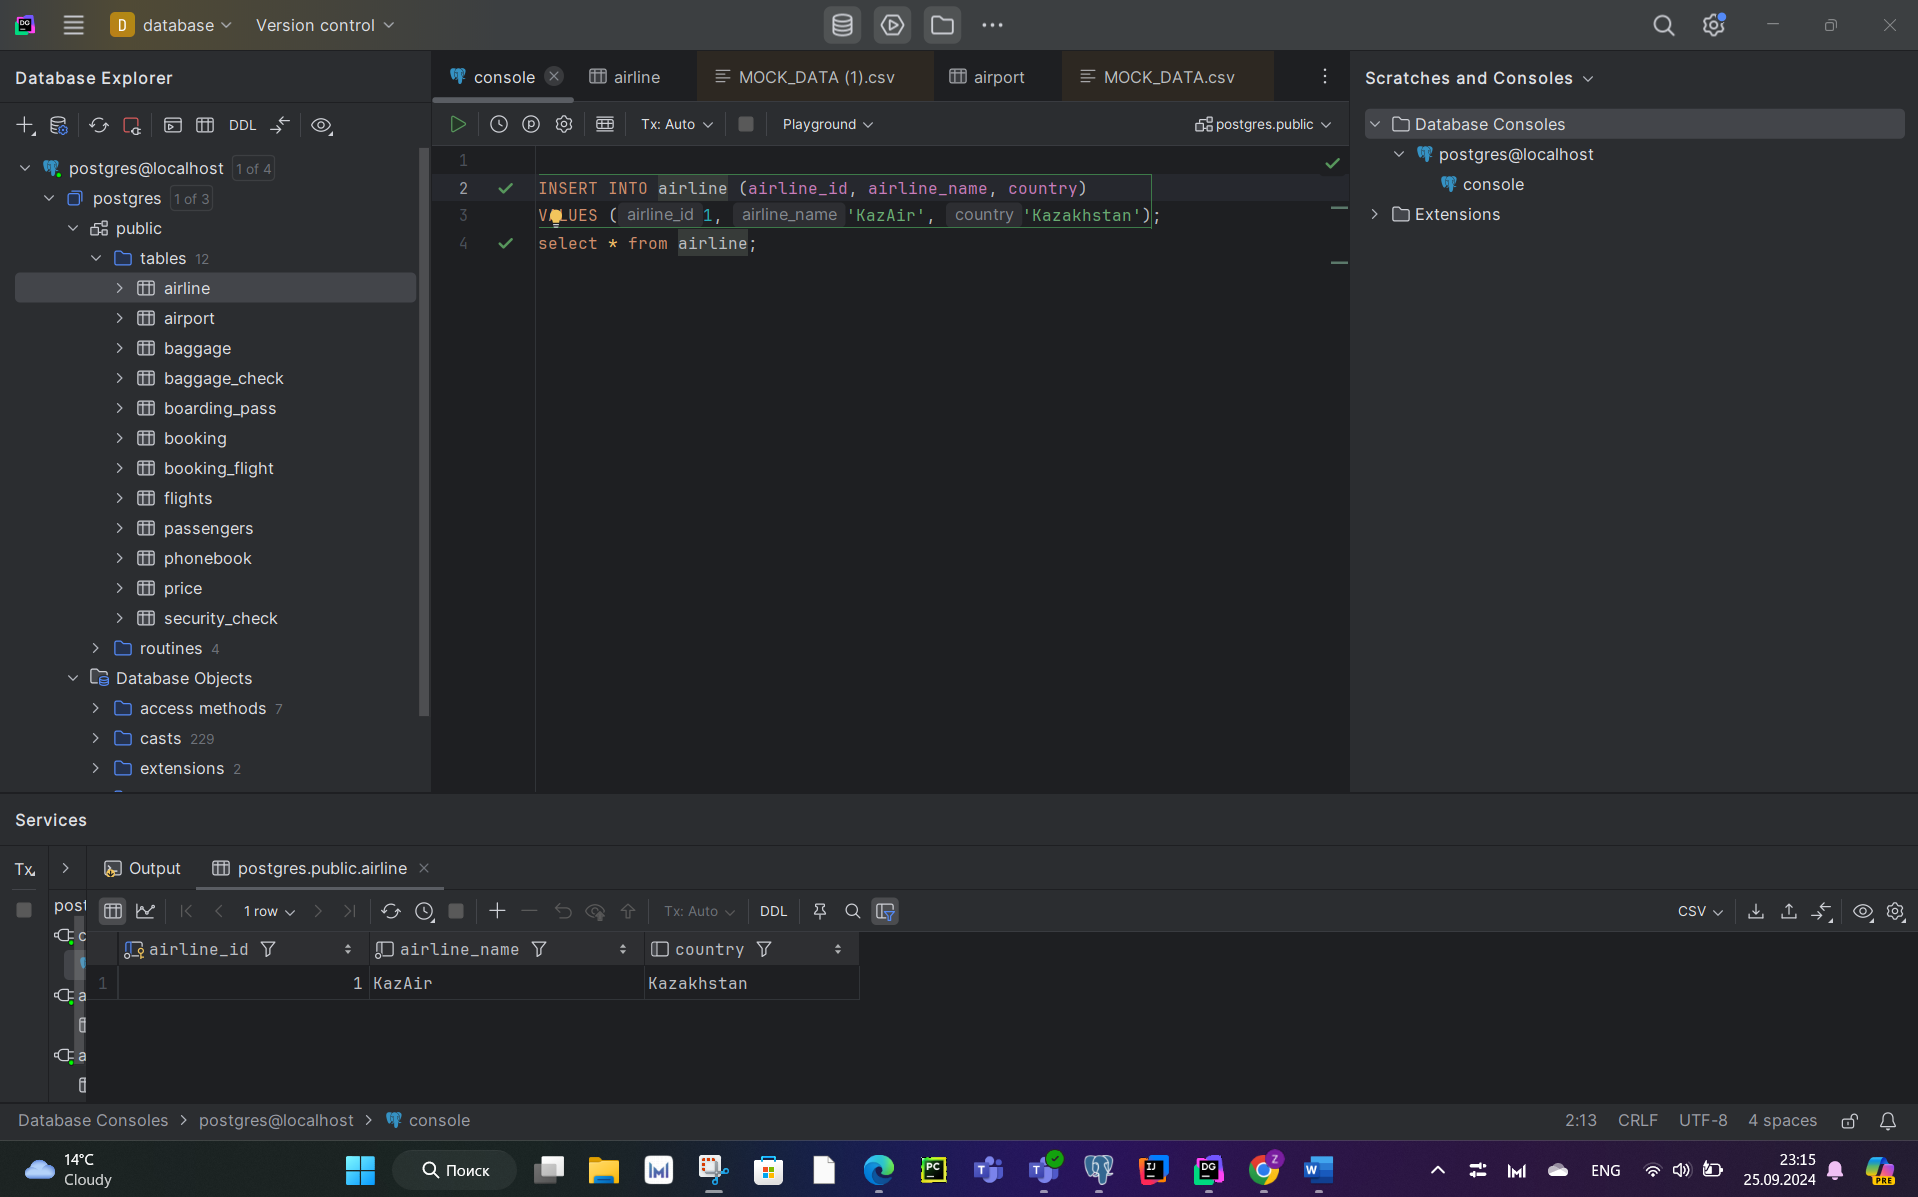 D database Version control
Database Explorer
console airline MOCK_DATA (1).csv airport MOCK_DATA.csv
Scratches and Consoles
DDL
Tx: Auto Playground postgres.public
postgres@localhost 1 of 4
postgres 1 of 3
public
tables 12
airline
airport
baggage
baggage_check
boarding_pass
booking
booking_flight
flights
passengers
phonebook
price
security_check
routines 4
Database Objects
access methods 7
casts 229
extensions 2
1
2 INSERT INTO airline (airline_id, airline_name, country)
3 VALUES ( airline_id 1, airline_name 'KazAir', country 'Kazakhstan');
4 select * from airline;
Database Consoles
postgres@localhost
console
Extensions
Services
Tx Output postgres.public.airline
post 1 row Tx: Auto DDL CSV
airline_id airline_name country
1 1 KazAir Kazakhstan
Database Consoles > postgres@localhost > console
2:13 CRLF UTF-8 4 spaces
14°C
Cloudy
Поиск
ENG
23:15
25.09.2024